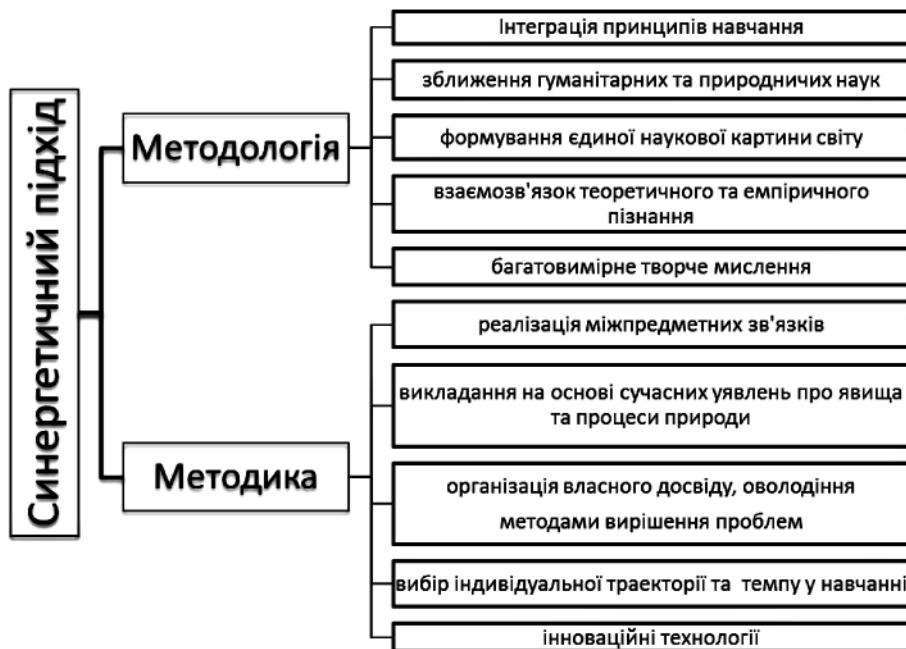 Синергетичний підхід
Методологія
Інтеграція принципів навчання
зближення гуманітарних та природничих наук
формування єдиної наукової картини світу
взаємозв'язок теоретичного та емпіричного
пізнання
багатовимірне творче мислення
Методика
реалізація міжпредметних зв'язків
викладання на основі сучасних уявлень про явища
та процеси природи
організація власного досвіду, оволодіння
методами вирішення проблем
вибір індивідуальної траекторії та темпу у навчанні
інноваційні технології